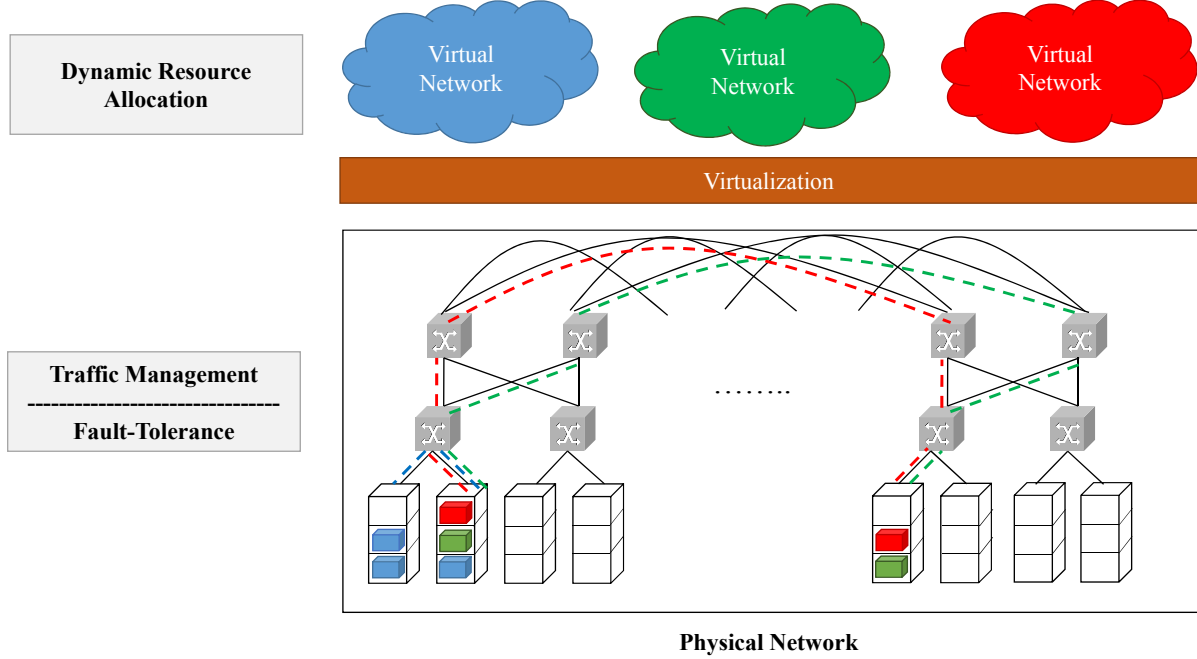 Dynamic Resource
Allocation
Virtual
Network
Virtual
Network
Virtual
Network
Virtualization
Traffic Management
--------------------------------
Fault-Tolerance
........
Physical Network